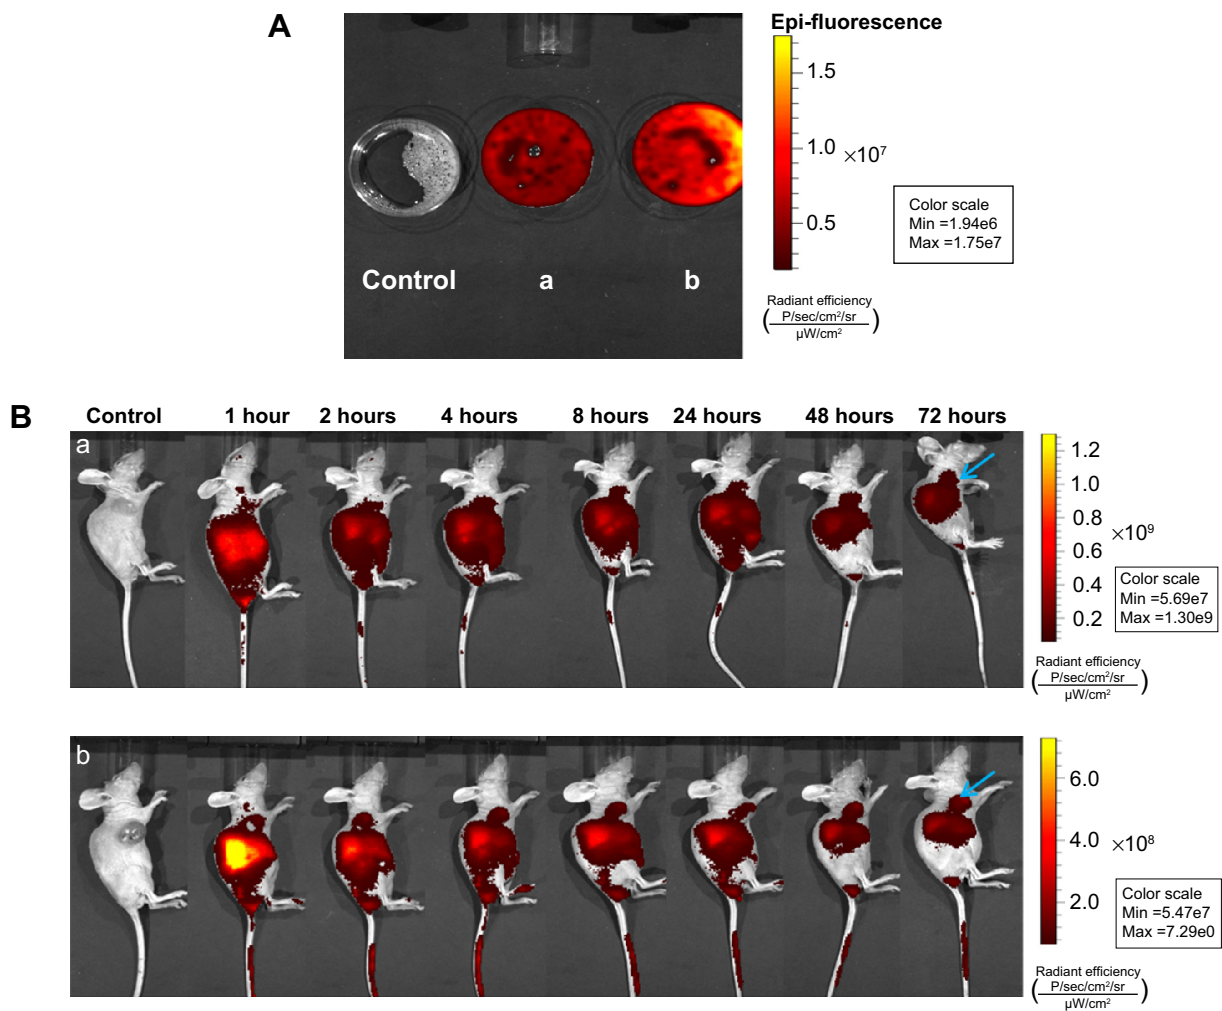 A
Epi-fluorescence
1.5
1.0
×10⁷
0.5
Color scale
Min =1.94e6
Max =1.75e7
Control
a
b
Radiant efficiency
( P/sec/cm²/sr )
µW/cm²
B
Control
1 hour
2 hours
4 hours
8 hours
24 hours
48 hours
72 hours
a
1.2
1.0
0.8
×10⁹
0.6
0.4
0.2
Color scale
Min =5.69e7
Max =1.30e9
Radiant efficiency
( P/sec/cm²/sr )
µW/cm²
b
6.0
4.0
×10⁸
2.0
Color scale
Min =5.47e7
Max =7.29e0
Radiant efficiency
( P/sec/cm²/sr )
µW/cm²